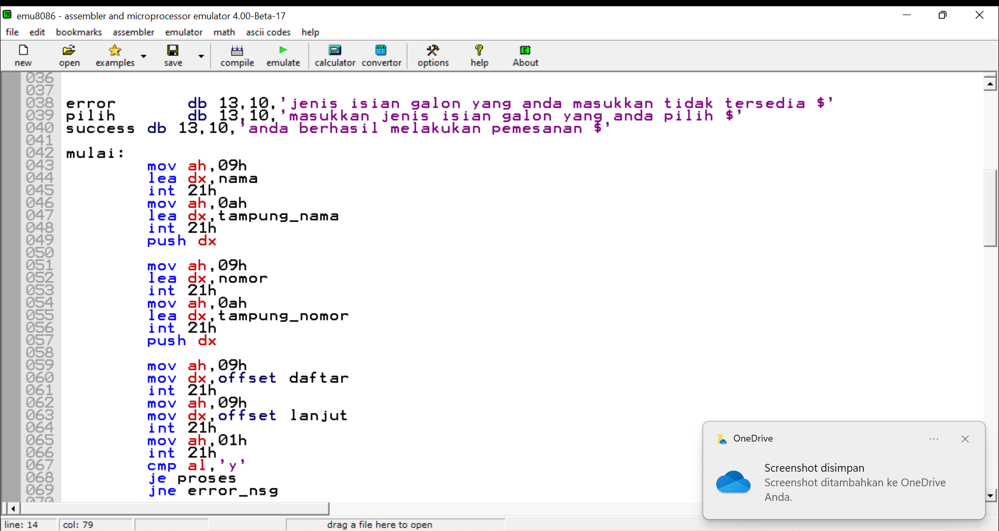 emu8086 - assembler and microprocessor emulator 4.00-Beta-17
file edit bookmarks assembler emulator math ascii codes help
new open examples save compile emulate calculator convertor options help About
036
037
038 error db 13,10,'jenis isian galon yang anda masukkan tidak tersedia $'
039 pilih db 13,10,'masukkan jenis isian galon yang anda pilih $'
040 success db 13,10,'anda berhasil melakukan pemesanan $'
041
042 mulai:
043 mov ah,09h
044 lea dx,nama
045 int 21h
046 mov ah,0ah
047 lea dx,tampung_nama
048 int 21h
049 push dx
050
051 mov ah,09h
052 lea dx,nomor
053 int 21h
054 mov ah,0ah
055 lea dx,tampung_nomor
056 int 21h
057 push dx
058
059 mov ah,09h
060 mov dx,offset daftar
061 int 21h
062 mov ah,09h
063 mov dx,offset lanjut
064 int 21h
065 mov ah,01h
066 int 21h
067 cmp al,'y'
068 je proses
069 jne error_nsg
070
OneDrive
Screenshot disimpan
Screenshot ditambahkan ke OneDrive
Anda.
line: 14 col: 79 drag a file here to open